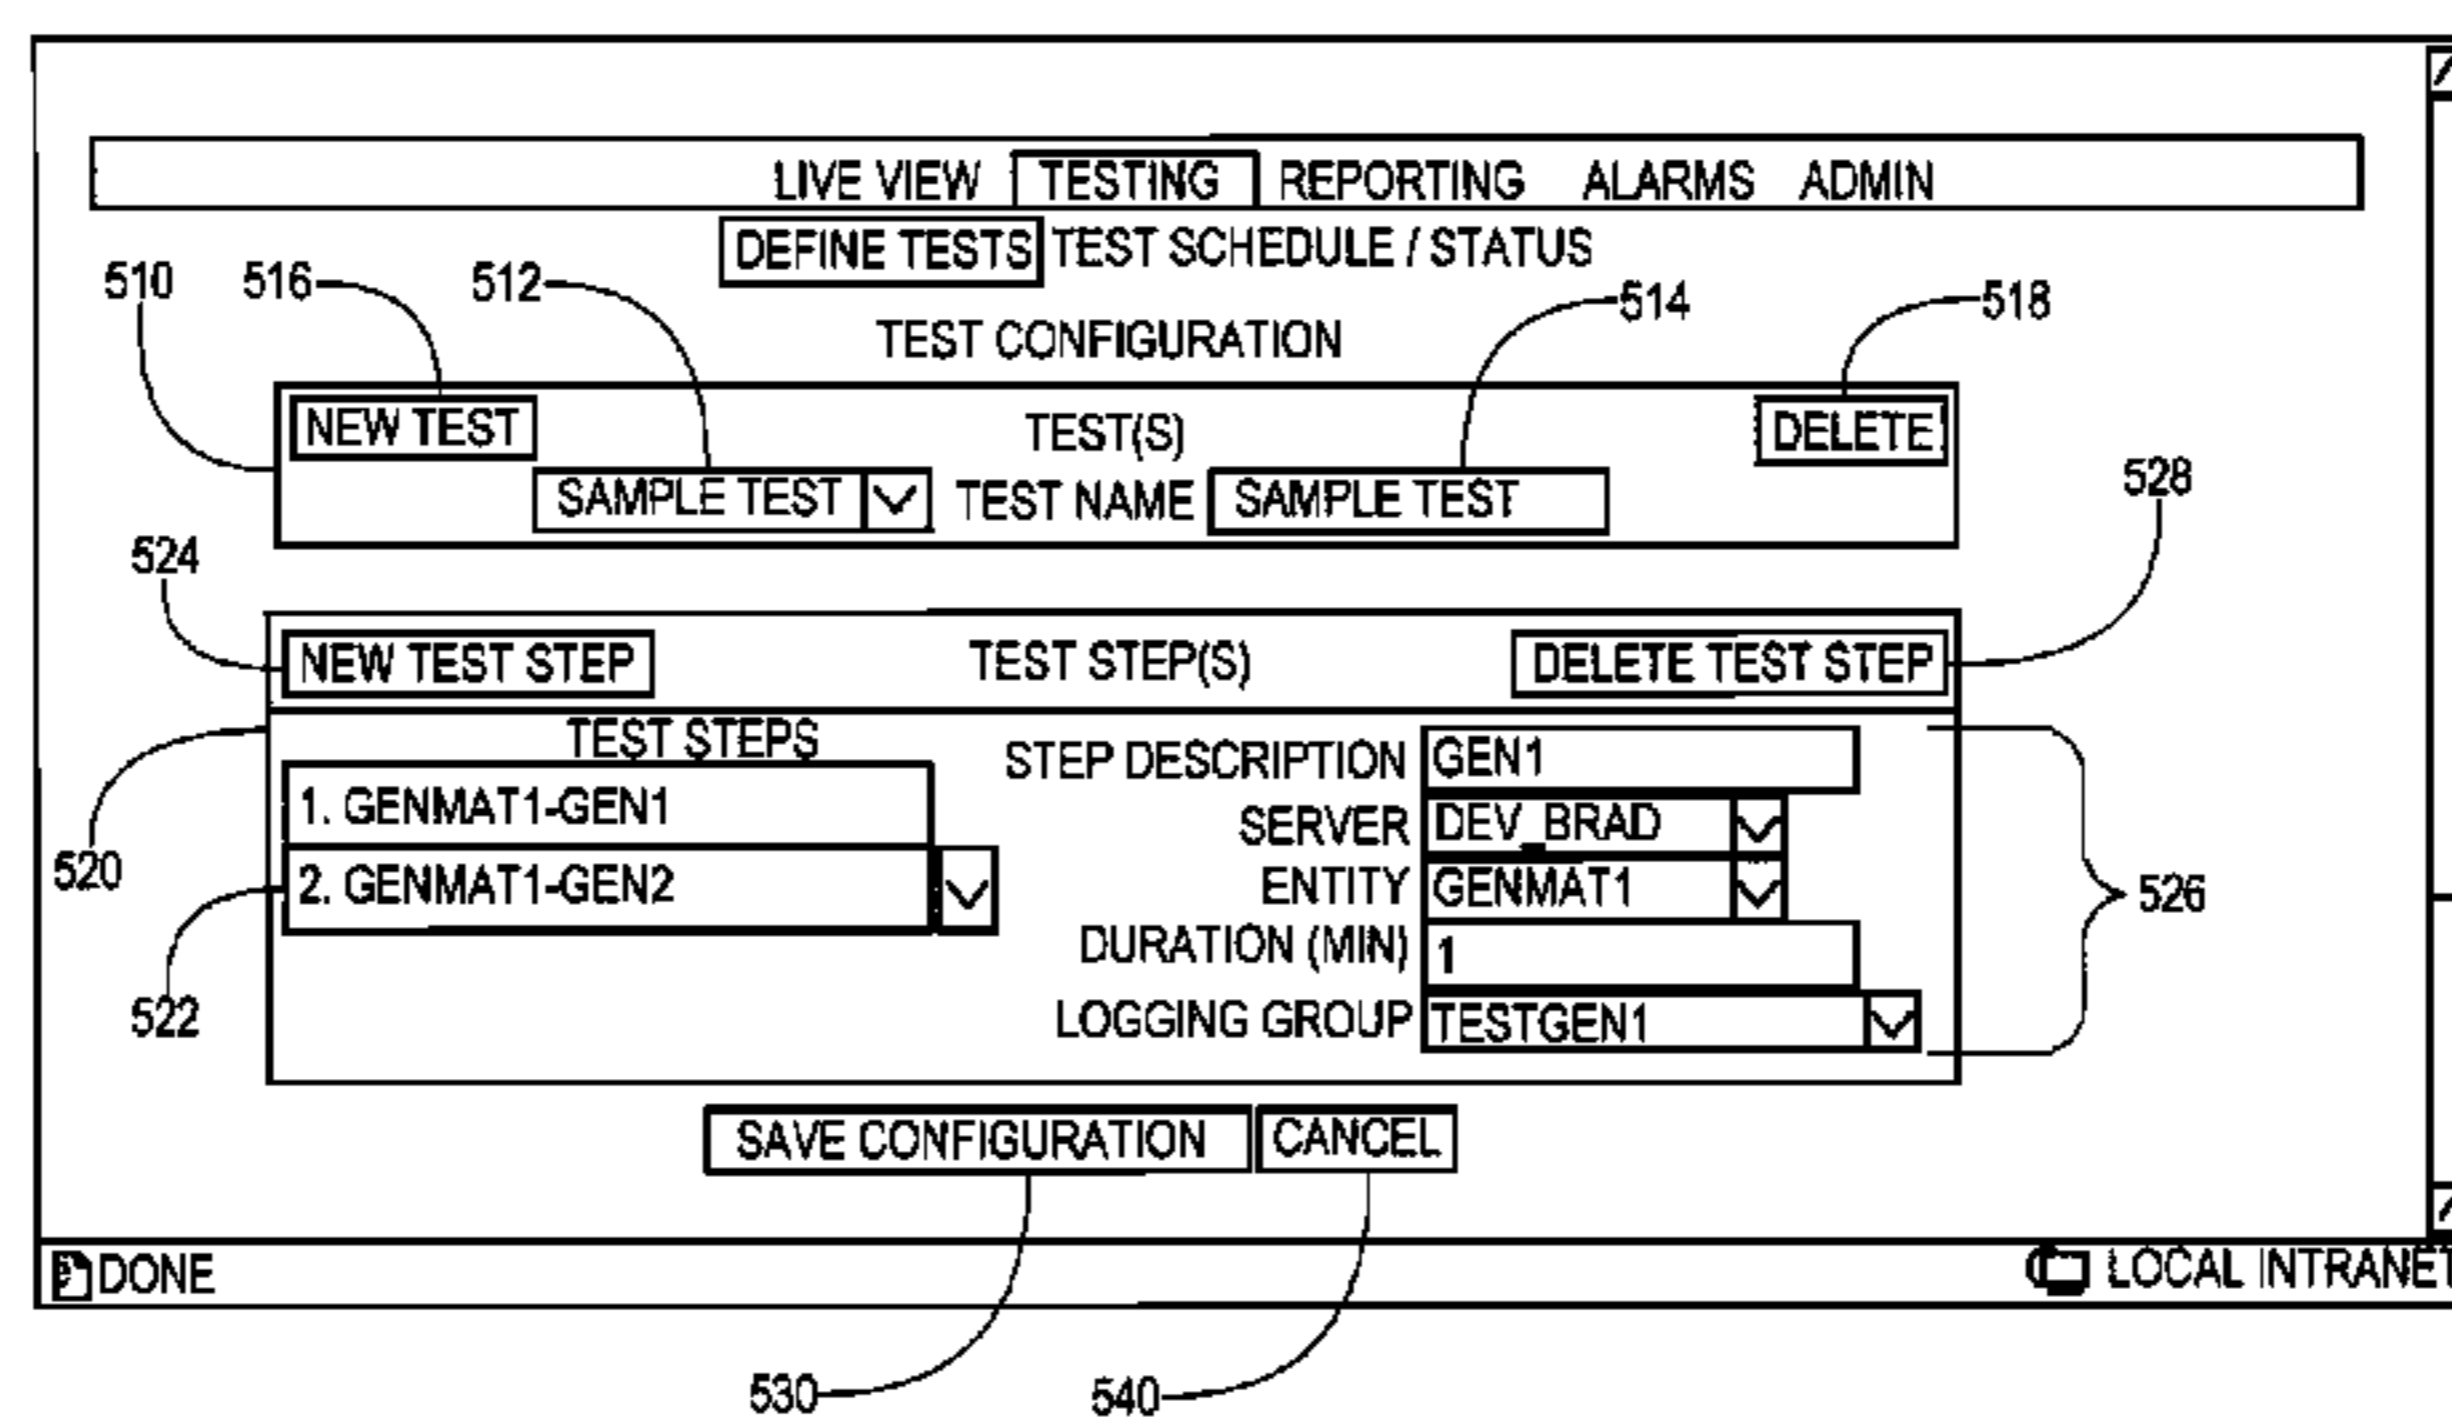 LIVE VIEW TESTING REPORTING ALARMS ADMIN
DEFINE TESTS TEST SCHEDULE / STATUS
510 516 512 514 518
TEST CONFIGURATION
NEW TEST TEST(S) DELETE
SAMPLE TEST TEST NAME SAMPLE TEST
528
524
NEW TEST STEP TEST STEP(S) DELETE TEST STEP
TEST STEPS
STEP DESCRIPTION GEN1
1. GENMAT1-GEN1
SERVER DEV_BRAD
520
2. GENMAT1-GEN2
ENTITY GENMAT1
526
DURATION (MIN) 1
522
LOGGING GROUP TESTGEN1
SAVE CONFIGURATION CANCEL
DONE LOCAL INTRANET
530 540